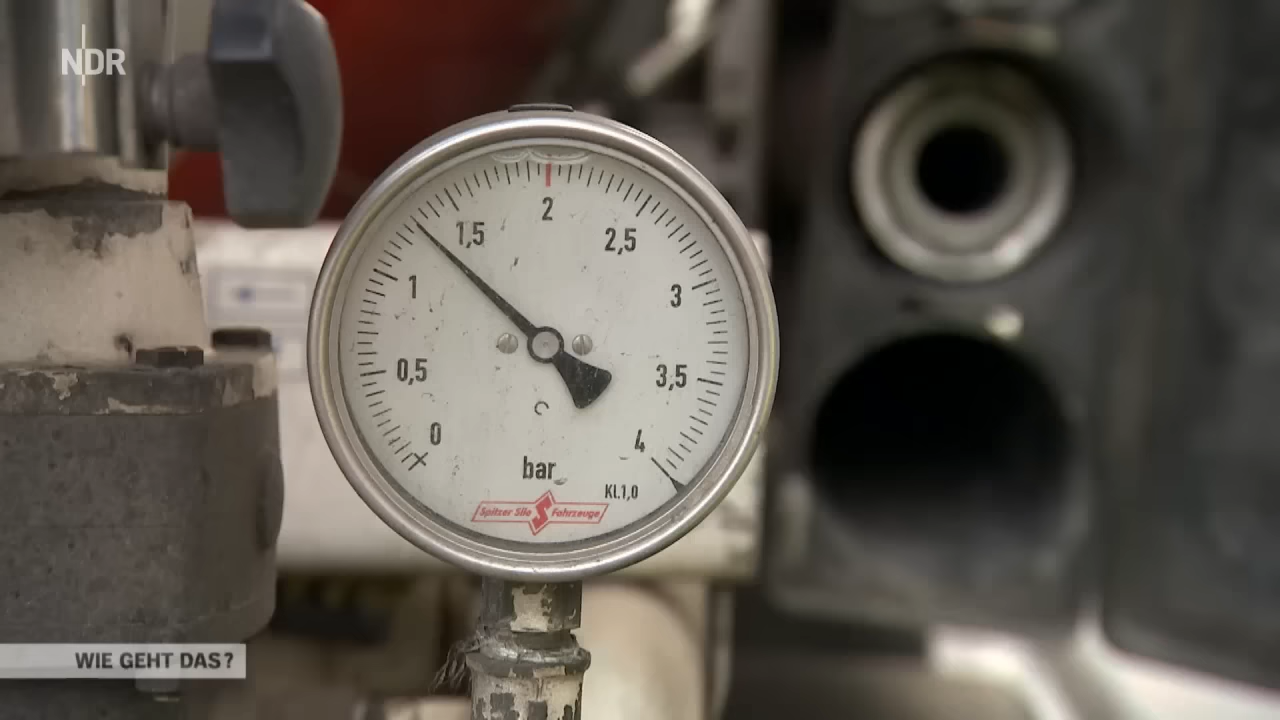 NDR
2
1,5
2,5
1
3
0,5
3,5
0
4
bar
Kl.1,0
Spitzer Silo Fahrzeuge
WIE GEHT DAS?